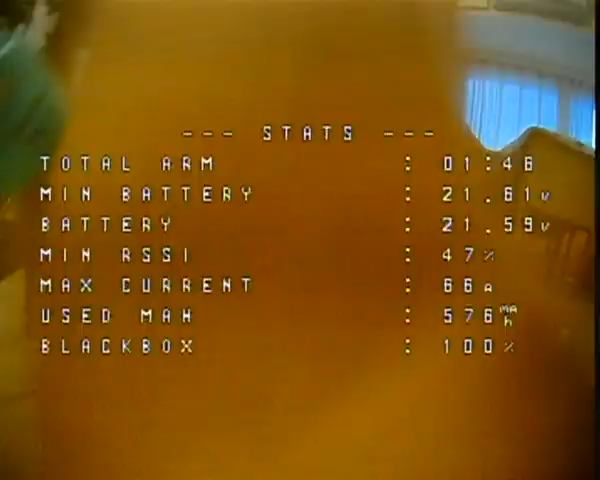 --- STATS ---
TOTAL ARM : 01:46
MIN BATTERY : 21.61V
BATTERY : 21.59V
MIN RSSI : 47%
MAX CURRENT : 66A
USED MAH : 576MAH
BLACKBOX : 100%